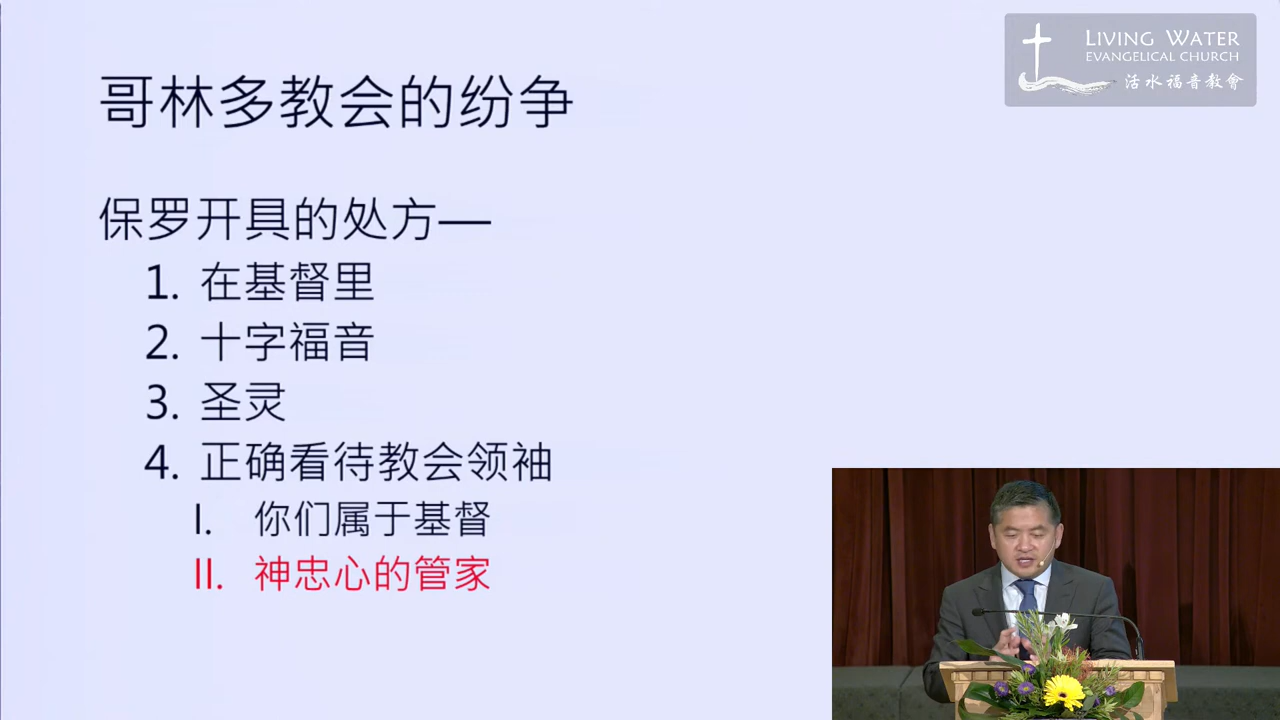 哥林多教会的纷争
LIVING WATER
EVANGELICAL CHURCH
活水福音教會
保罗开具的处方—
1. 在基督里
2. 十字福音
3. 圣灵
4. 正确看待教会领袖
I. 你们属于基督
II. 神忠心的管家